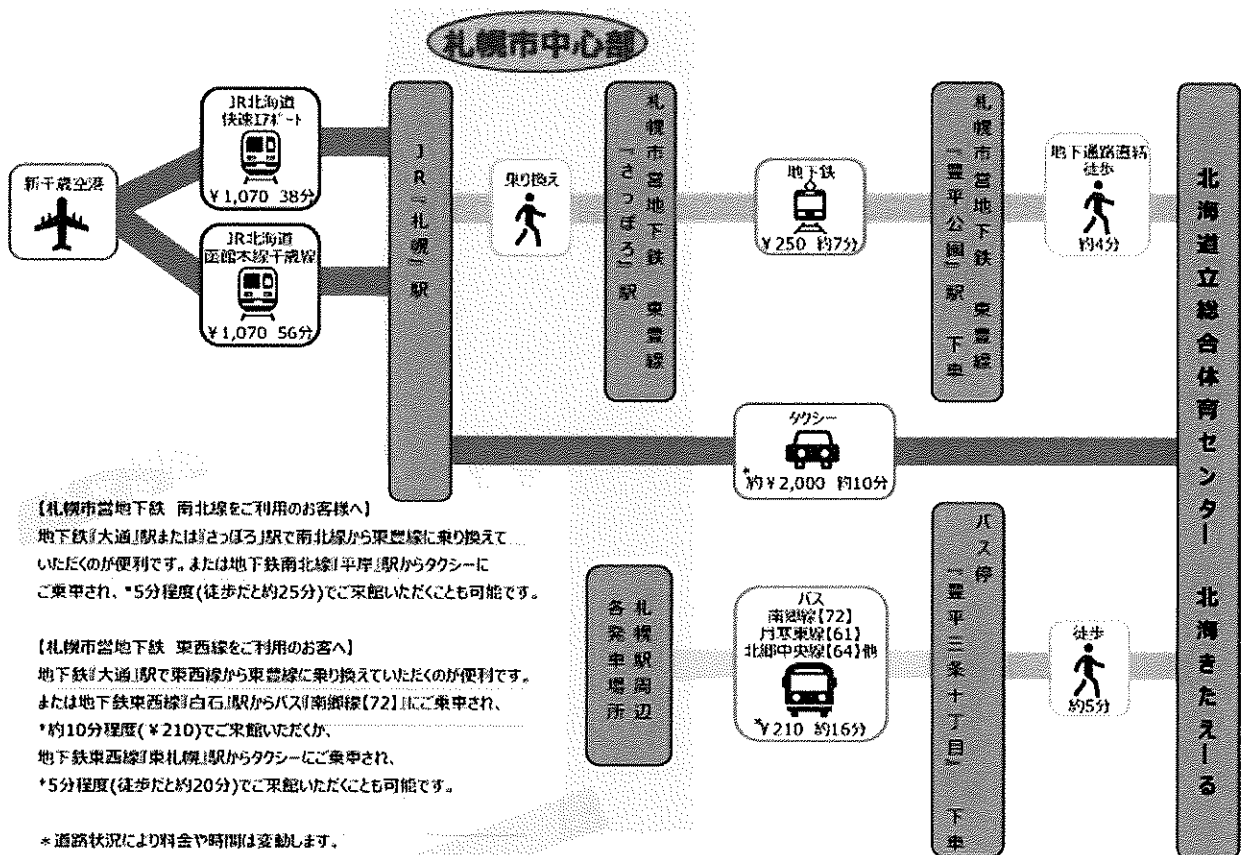 札幌市中心部
新千歳空港
JR北海道
快速エアポート
¥1,070 38分
JR北海道
函館本線千歳線
¥1,070 56分
JR『札幌』駅
乗り換え
札幌市営地下鉄 東豊線
『さっぽろ』駅
地下鉄
¥250 約7分
札幌市営地下鉄 東豊線
『豊平公園』駅 下車
地下通路直結
徒歩
約4分
北海道立総合体育センター 北海きたえーる
タクシー
*約¥2,000 約10分
札幌駅周辺
各発車場所
バス
南郷線【72】
月寒東線【61】
北郷中央線【64】他
*¥210 約16分
バス停
『豊平三条十丁目』 下車
徒歩
約5分
【札幌市営地下鉄 南北線をご利用のお客様へ】
地下鉄『大通』駅または『さっぽろ』駅で南北線から東豊線に乗り換えて
いただくのが便利です。または地下鉄南北線『平岸』駅からタクシーに
ご乗車され、*5分程度(徒歩だと約25分)でご来館いただくことも可能です。
【札幌市営地下鉄 東西線をご利用のお客へ】
地下鉄『大通』駅で東西線から東豊線に乗り換えていただくのが便利です。
または地下鉄東西線『白石』駅からバス『南郷線【72】』にご乗車され、
*約10分程度(¥210)でご来館いただくか、
地下鉄東西線『東札幌』駅からタクシーにご乗車され、
*5分程度(徒歩だと約20分)でご来館いただくことも可能です。
*道路状況により料金や時間は変動します。